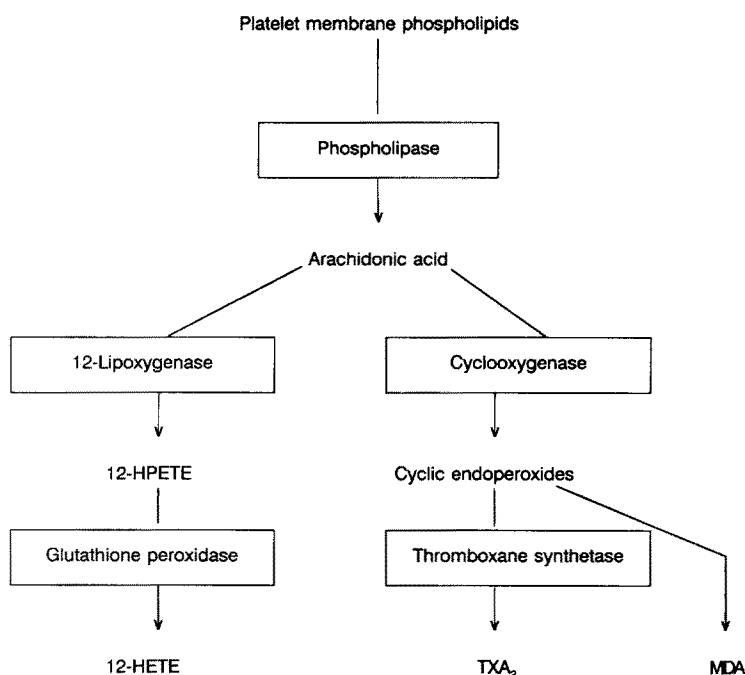 Platelet membrane phospholipids
Phospholipase
Arachidonic acid
12-Lipoxygenase
Cyclooxygenase
12-HPETE
Cyclic endoperoxides
Glutathione peroxidase
Thromboxane synthetase
12-HETE
TXA₂
MDA